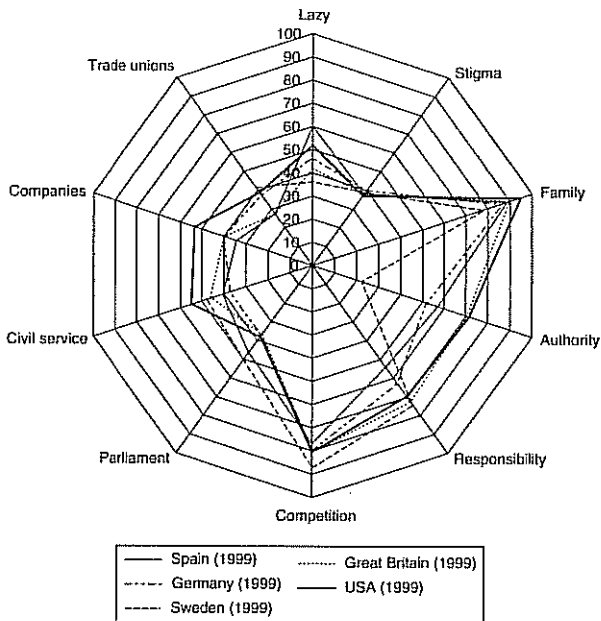 Lazy
100
90
80
70
60
50
40
30
20
10
0
Trade unions
Stigma
Companies
Family
Civil service
Authority
Parliament
Responsibility
Competition
Spain (1999)
Great Britain (1999)
Germany (1999)
USA (1999)
Sweden (1999)